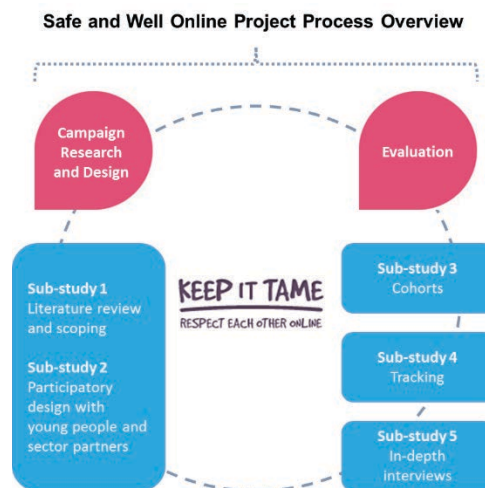 Safe and Well Online Project Process Overview
Campaign
Research
and Design
Evaluation
Sub-study 1
Literature review
and scoping
Sub-study 2
Participatory
design with
young people and
sector partners
KEEP IT TAME
RESPECT EACH OTHER ONLINE
Sub-study 3
Cohorts
Sub-study 4
Tracking
Sub-study 5
In-depth
interviews